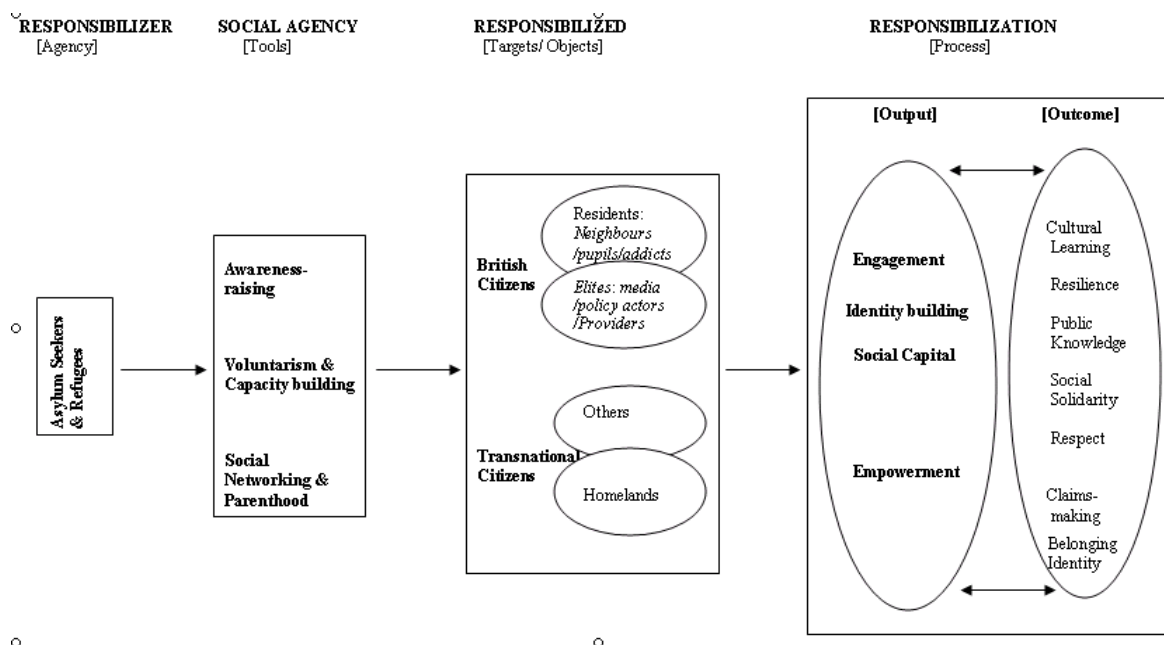 RESPONSIBILIZER
[Agency]
SOCIAL AGENCY
[Tools]
RESPONSIBILIZED
[Targets/ Objects]
RESPONSIBILIZATION
[Process]
Asylum Seekers
& Refugees
Awareness-
raising
Voluntarism &
Capacity building
Social
Networking &
Parenthood
British
Citizens
Residents:
Neighbours
/pupils/addicts
Elites: media
/policy actors
/Providers
Transnational
Citizens
Others
Homelands
[Output]
Engagement
Identity building
Social Capital
Empowerment
[Outcome]
Cultural
Learning
Resilience
Public
Knowledge
Social
Solidarity
Respect
Claims-
making
Belonging
Identity